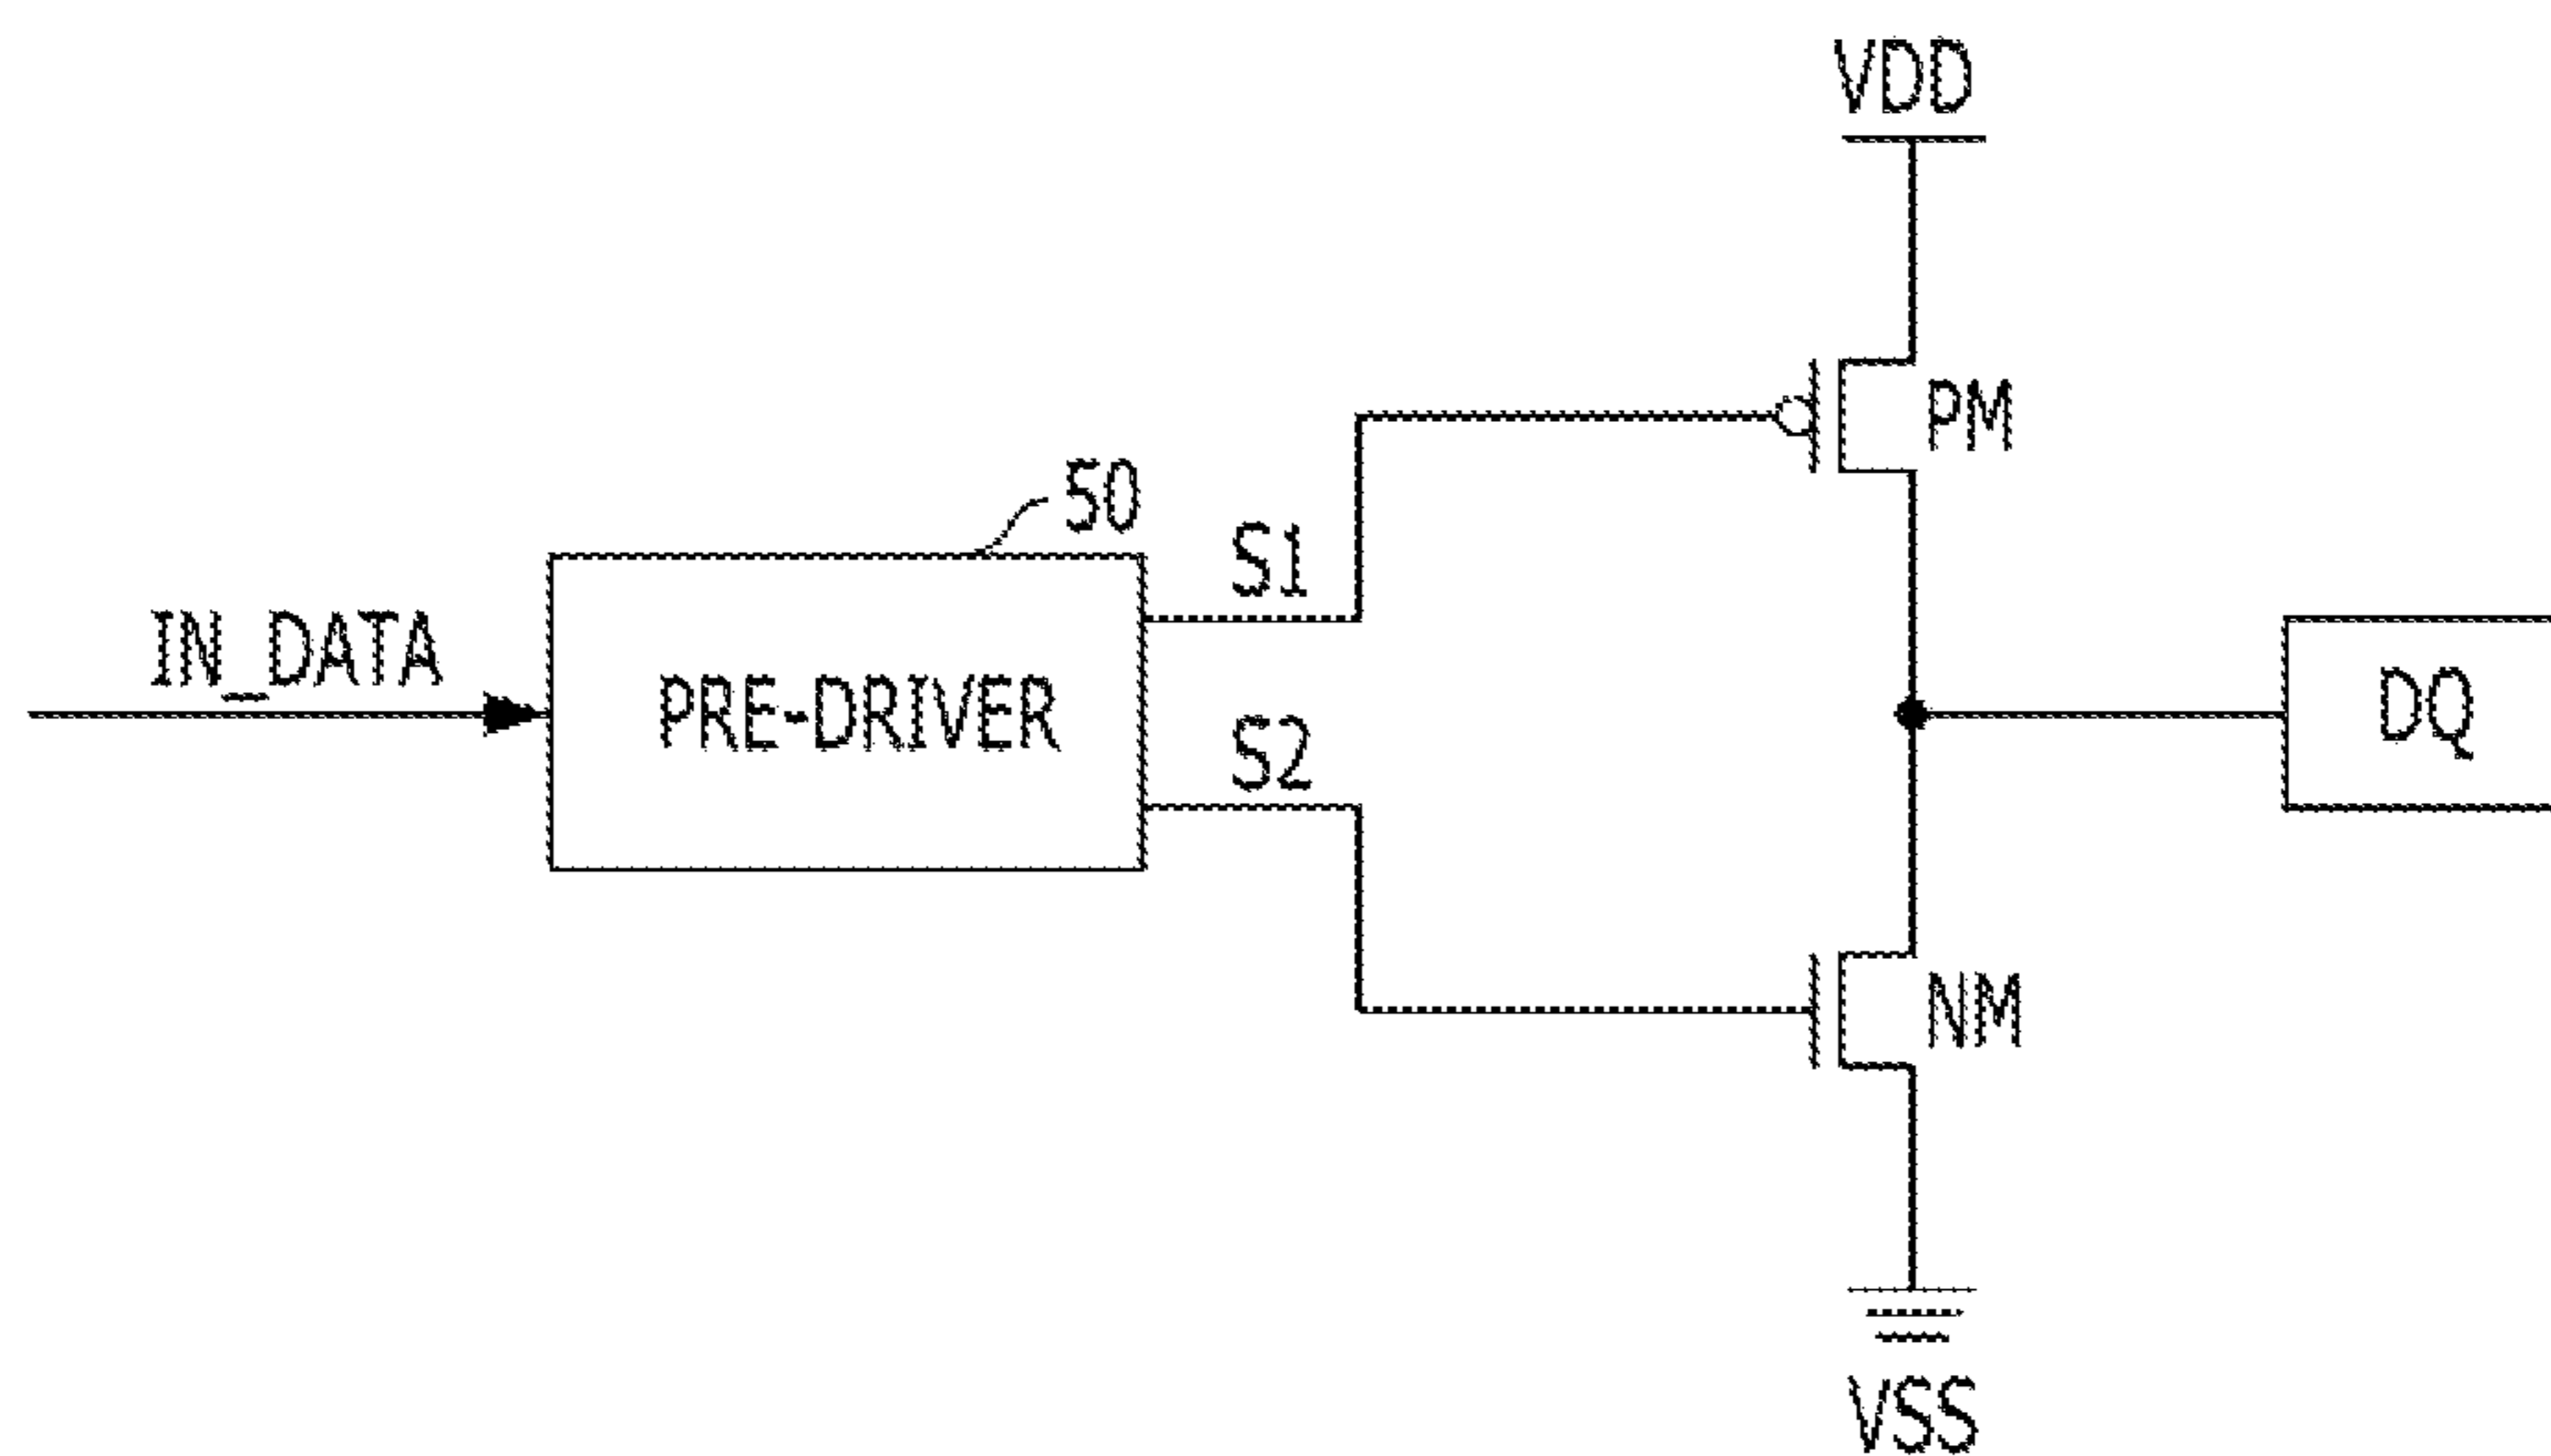 VDD
PM
50
S1
IN_DATA
PRE-DRIVER
DQ
S2
NM
VSS